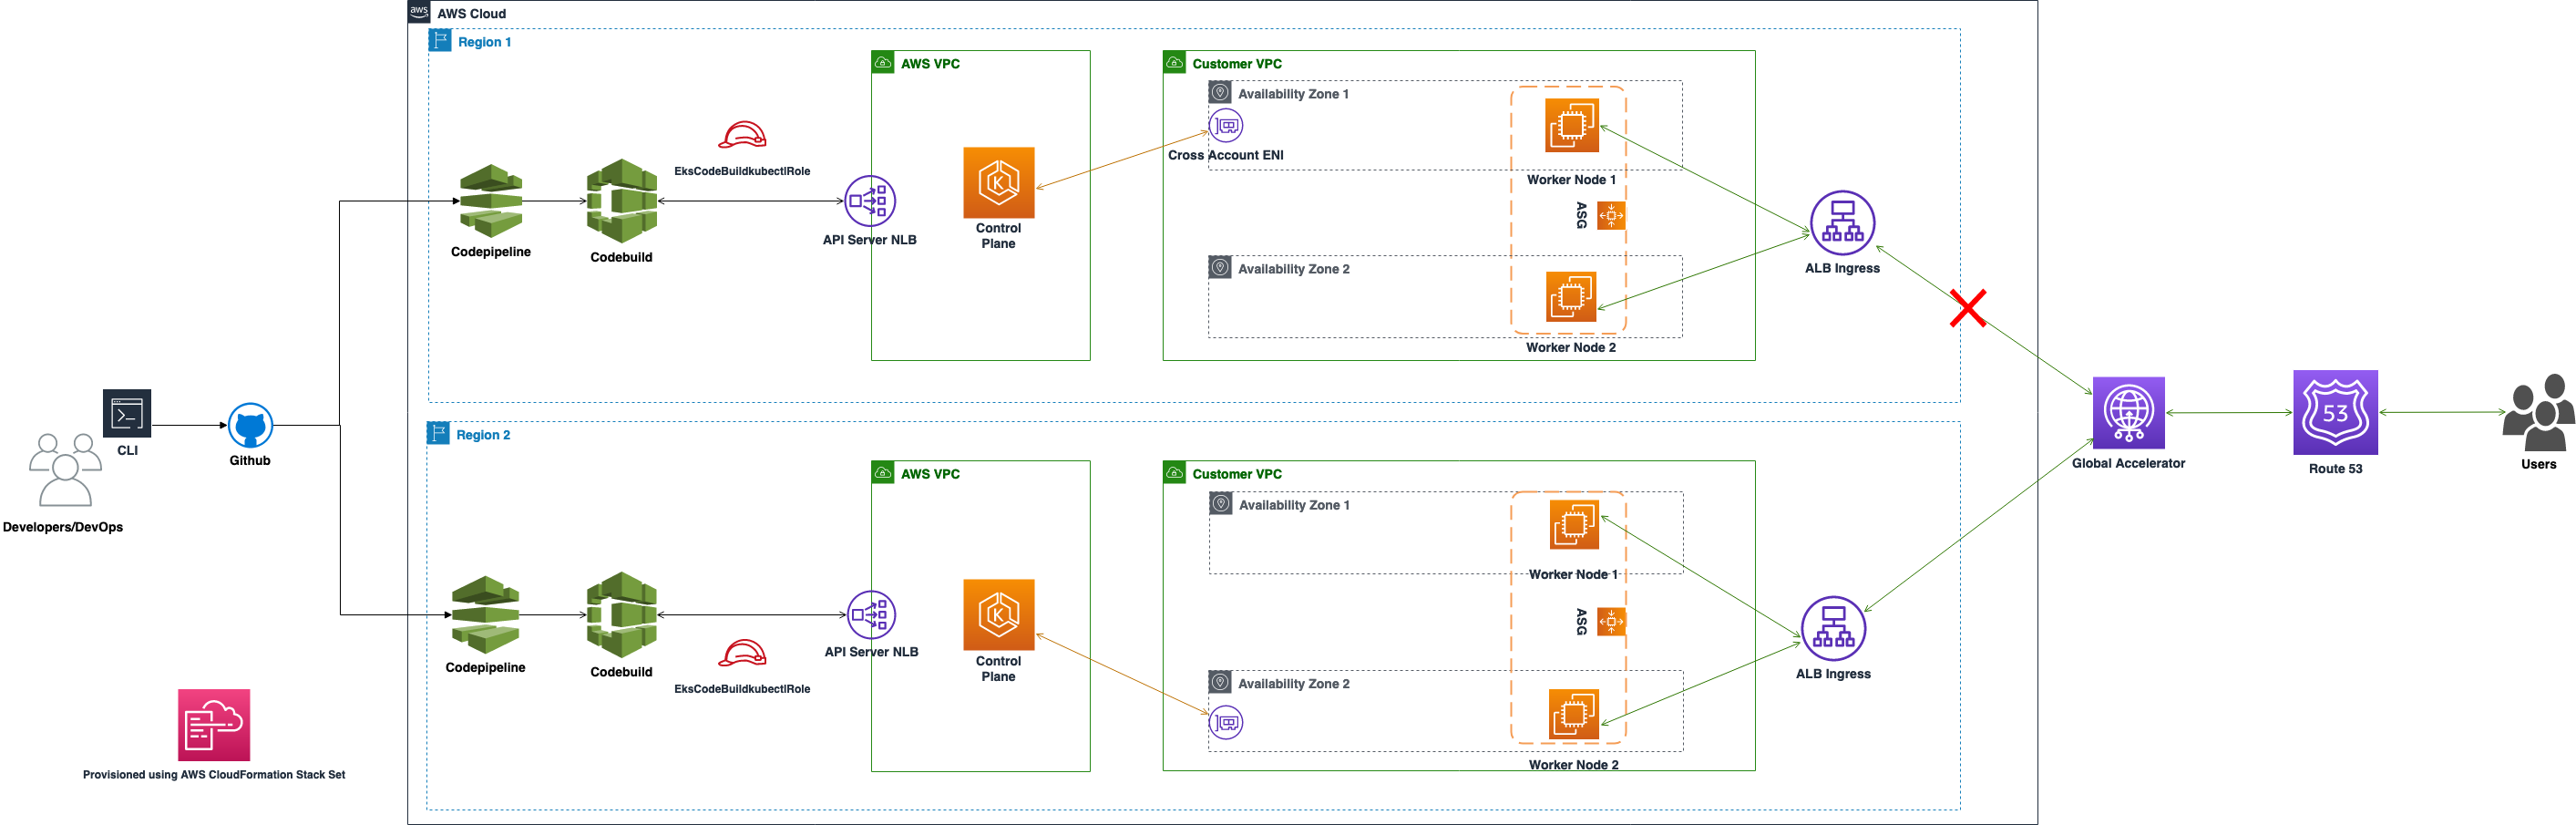 aws
AWS Cloud
Region 1
AWS VPC
Customer VPC
Availability Zone 1
Cross Account ENI
EksCodeBuildkubectlRole
Worker Node 1
Codepipeline
Codebuild
API Server NLB
Control
Plane
ASG
ALB Ingress
Availability Zone 2
Worker Node 2
CLI
Github
Developers/DevOps
Global Accelerator
53
Route 53
Users
Region 2
AWS VPC
Customer VPC
Availability Zone 1
Worker Node 1
Codepipeline
Codebuild
API Server NLB
EksCodeBuildkubectlRole
Control
Plane
ASG
ALB Ingress
Availability Zone 2
Worker Node 2
Provisioned using AWS CloudFormation Stack Set